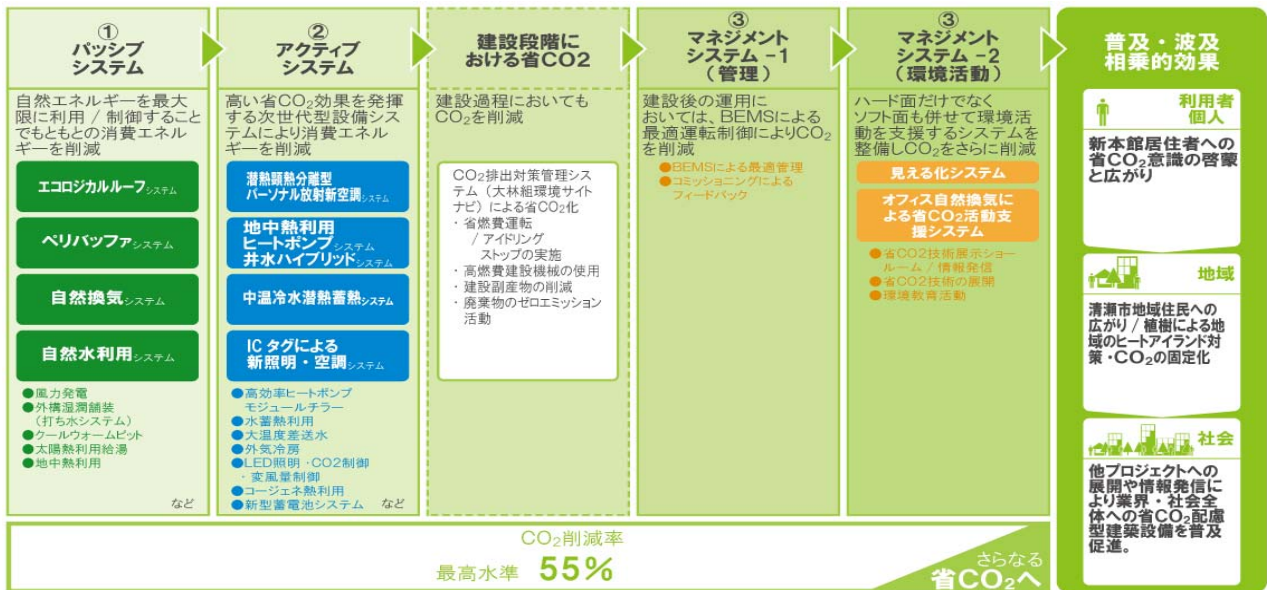 ①
パッシブ
システム
自然エネルギーを最大
限に利用 / 制御すること
でもともとの消費エネル
ギーを削減
エコロジカルルーフシステム
ペリバッファシステム
自然換気システム
自然水利用システム
●風力発電
●外構湿潤舗装
(打ち水システム)
●クールウォームピット
●太陽熱利用給湯
●地中熱利用
など
②
アクティブ
システム
高い省CO₂効果を発揮
する次世代型設備シス
テムにより消費エネル
ギーを削減
潜熱顕熱分離型
パーソナル放射新空調システム
地中熱利用
ヒートポンプシステム
井水ハイブリッドシステム
中温冷水潜熱蓄熱システム
ICタグによる
新照明・空調システム
●高効率ヒートポンプ
モジュールチラー
●水蓄熱利用
●大温度差送水
●外気冷房
●LED照明・CO2制御
・変風量制御
●コージェネ熱利用
●新型蓄電池システム など
建設段階に
おける省CO2
建設過程においても
CO₂を削減
CO₂排出対策管理シス
テム（大林組環境サイト
ナビ）による省CO₂化
・省燃費運転
/ アイドリング
ストップの実施
・高燃費建設機械の使用
・建設副産物の削減
・廃棄物のゼロエミッション
活動
③
マネジメント
システム -1
（管理）
建設後の運用に
おいては、BEMSによる
最適運転制御によりCO₂
を削減
●BEMSによる最適管理
●コミッショニングによる
フィードバック
③
マネジメント
システム -2
（環境活動）
ハード面だけでなく
ソフト面も併せて環境活
動を支援するシステムを
整備しCO₂をさらに削減
見える化システム
オフィス自然換気に
よる省CO₂活動支
援システム
●省CO2技術展示ショー
ルーム / 情報発信
●省CO2技術の展開
●環境教育活動
普及・波及
相乗的効果
利用者
個人
新本館居住者への
省CO₂意識の啓蒙
と広がり
地域
清瀬市地域住民への
広がり / 植樹による地
域のヒートアイランド対
策・CO₂の固定化
社会
他プロジェクトへの
展開や情報発信によ
り業界・社会全
体への省CO₂配慮
型建築設備を普及
促進。
CO₂削減率
最高水準 55%
さらなる
省CO₂へ